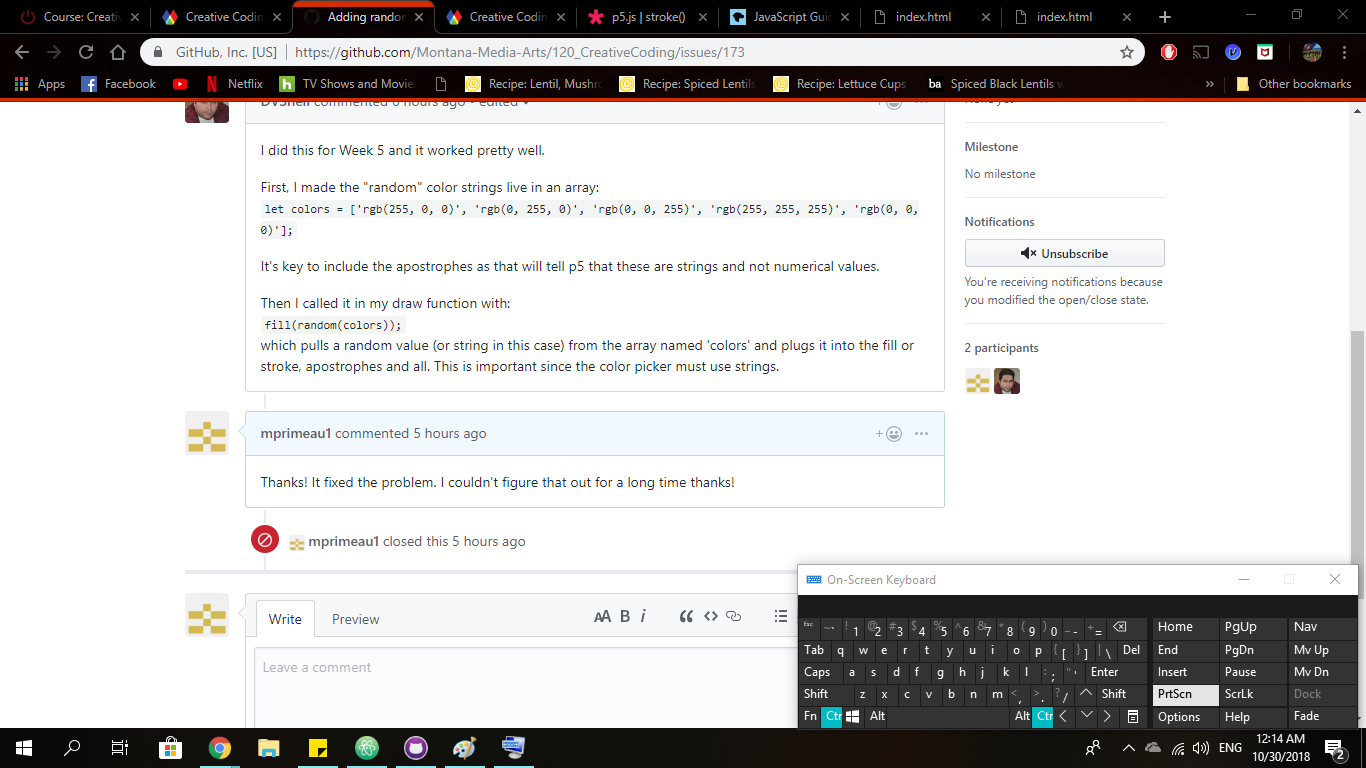 Course: Creati
Creative Codin
Adding randor
Creative Codin
p5.js | stroke()
JavaScript Gui
index.html
index.html
GitHub, Inc. [US] | https://github.com/Montana-Media-Arts/120_CreativeCoding/issues/173
Apps Facebook Netflix TV Shows and Movie Recipe: Lentil, Mushr Recipe: Spiced Lentils Recipe: Lettuce Cups ba Spiced Black Lentils w » Other bookmarks
DVShell commented 6 hours ago • edited
I did this for Week 5 and it worked pretty well.
First, I made the "random" color strings live in an array:
let colors = ['rgb(255, 0, 0)', 'rgb(0, 255, 0)', 'rgb(0, 0, 255)', 'rgb(255, 255, 255)', 'rgb(0, 0,
0)'];
It's key to include the apostrophes as that will tell p5 that these are strings and not numerical values.
Then I called it in my draw function with:
fill(random(colors));
which pulls a random value (or string in this case) from the array named 'colors' and plugs it into the fill or
stroke, apostrophes and all. This is important since the color picker must use strings.
mprimeau1 commented 5 hours ago
Thanks! It fixed the problem. I couldn't figure that out for a long time thanks!
mprimeau1 closed this 5 hours ago
Write Preview AA B i
Leave a comment
None yet
Milestone
No milestone
Notifications
Unsubscribe
You're receiving notifications because
you modified the open/close state.
2 participants
On-Screen Keyboard
esc ~ ` ! 1 @ 2 # 3 $ 4 % 5 ^ 6 & 7 * 8 ( 9 ) 0 _ - + = Home PgUp Nav
Tab q w e r t y u i o p { [ } ] | \ Del End PgDn Mv Up
Caps a s d f g h j k l : ; " ' Enter Insert Pause Mv Dn
Shift z x c v b n m < , > . ? / Shift PrtScn ScrLk Dock
Fn Ctr Alt Alt Ctr Options Help Fade
ENG
12:14 AM
10/30/2018
2